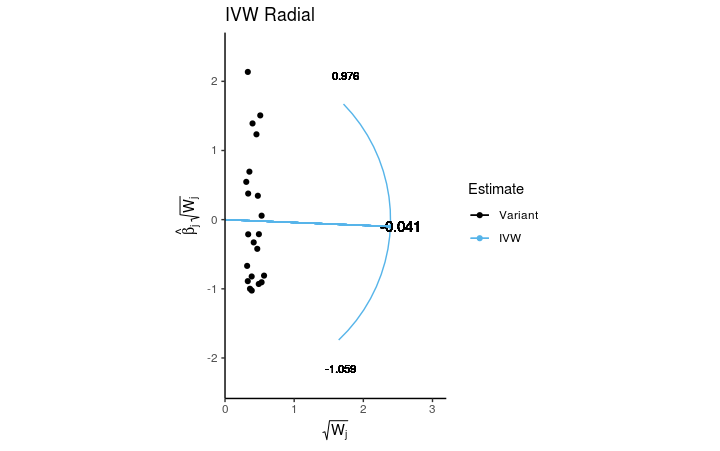 IVW Radial
0.976
2
1
0
-1
-2
-0.041
-1.059
0
1
2
3
√Wj
β̂j√Wj
Estimate
Variant
IVW